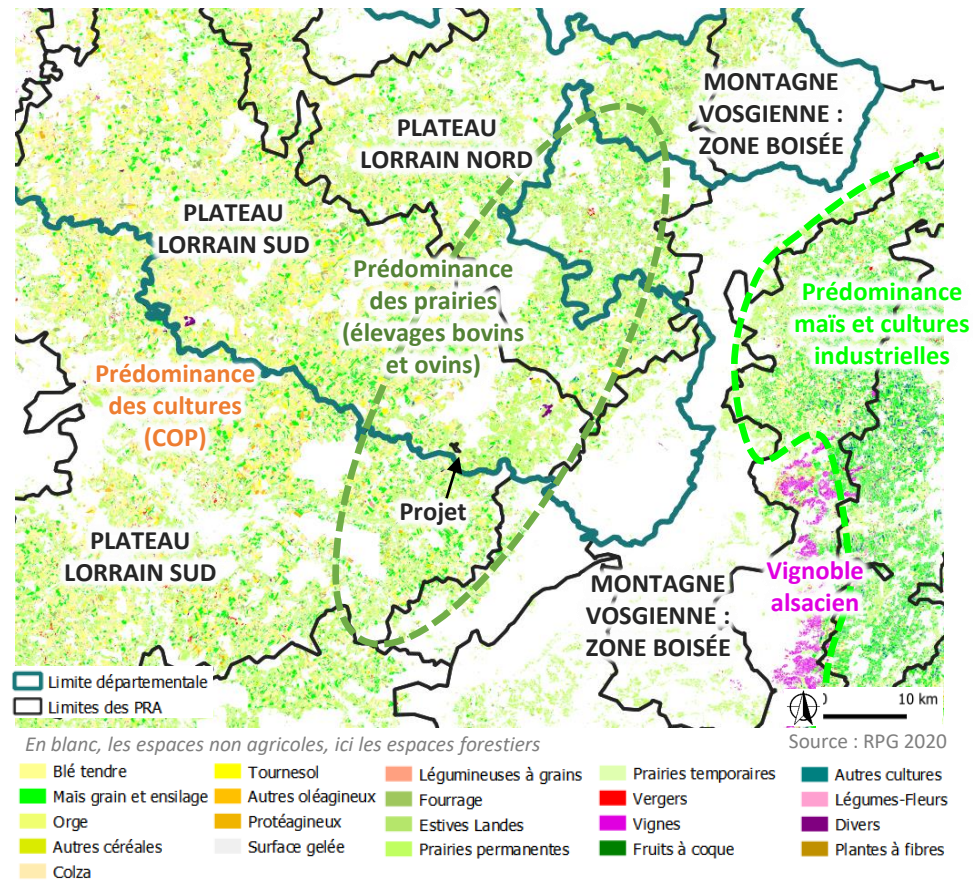 MONTAGNE
VOSGIENNE :
ZONE BOISÉE
PLATEAU
LORRAIN NORD
PLATEAU
LORRAIN SUD
Prédominance
des prairies
(élevages bovins
et ovins)
Prédominance
maïs et cultures
industrielles
Prédominance
des cultures
(COP)
Projet
PLATEAU
LORRAIN SUD
MONTAGNE
VOSGIENNE :
ZONE BOISÉE
Vignoble
alsacien
Limite départementale
Limites des PRA
10 km
En blanc, les espaces non agricoles, ici les espaces forestiers
Source : RPG 2020
Blé tendre
Maïs grain et ensilage
Orge
Autres céréales
Colza
Tournesol
Autres oléagineux
Protéagineux
Surface gelée
Légumineuses à grains
Fourrage
Estives Landes
Prairies permanentes
Prairies temporaires
Vergers
Vignes
Fruits à coque
Autres cultures
Légumes-Fleurs
Divers
Plantes à fibres